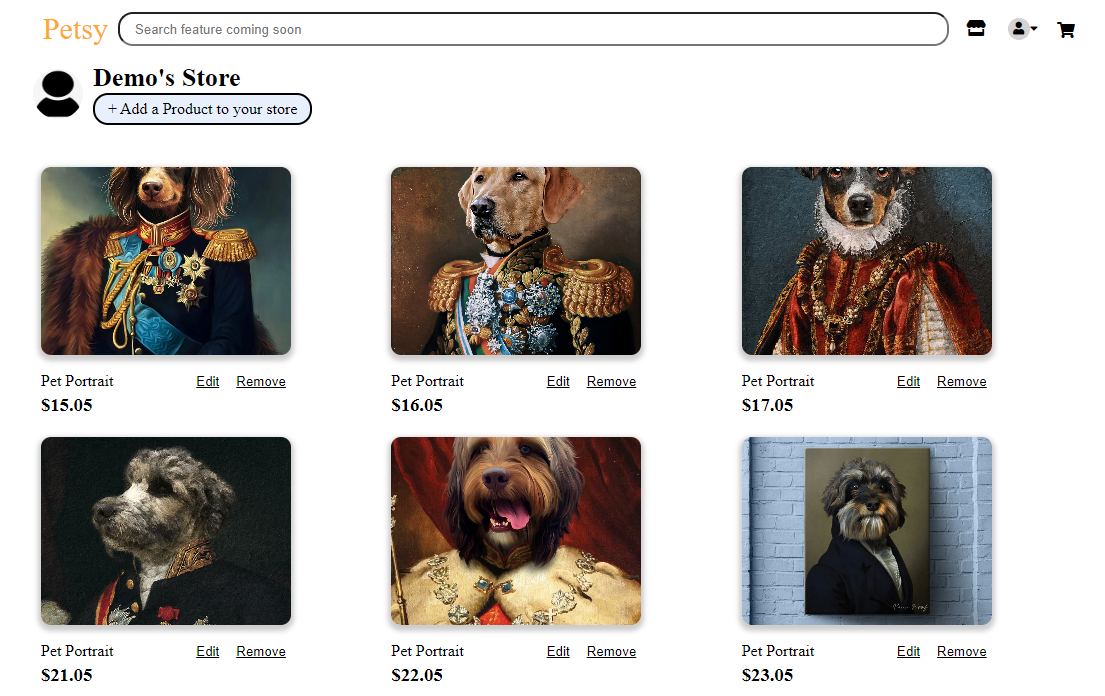 Petsy
Search feature coming soon
Demo's Store
+ Add a Product to your store
Pet Portrait Edit Remove
$15.05
Pet Portrait Edit Remove
$16.05
Pet Portrait Edit Remove
$17.05
Pet Portrait Edit Remove
$21.05
Pet Portrait Edit Remove
$22.05
Pet Portrait Edit Remove
$23.05